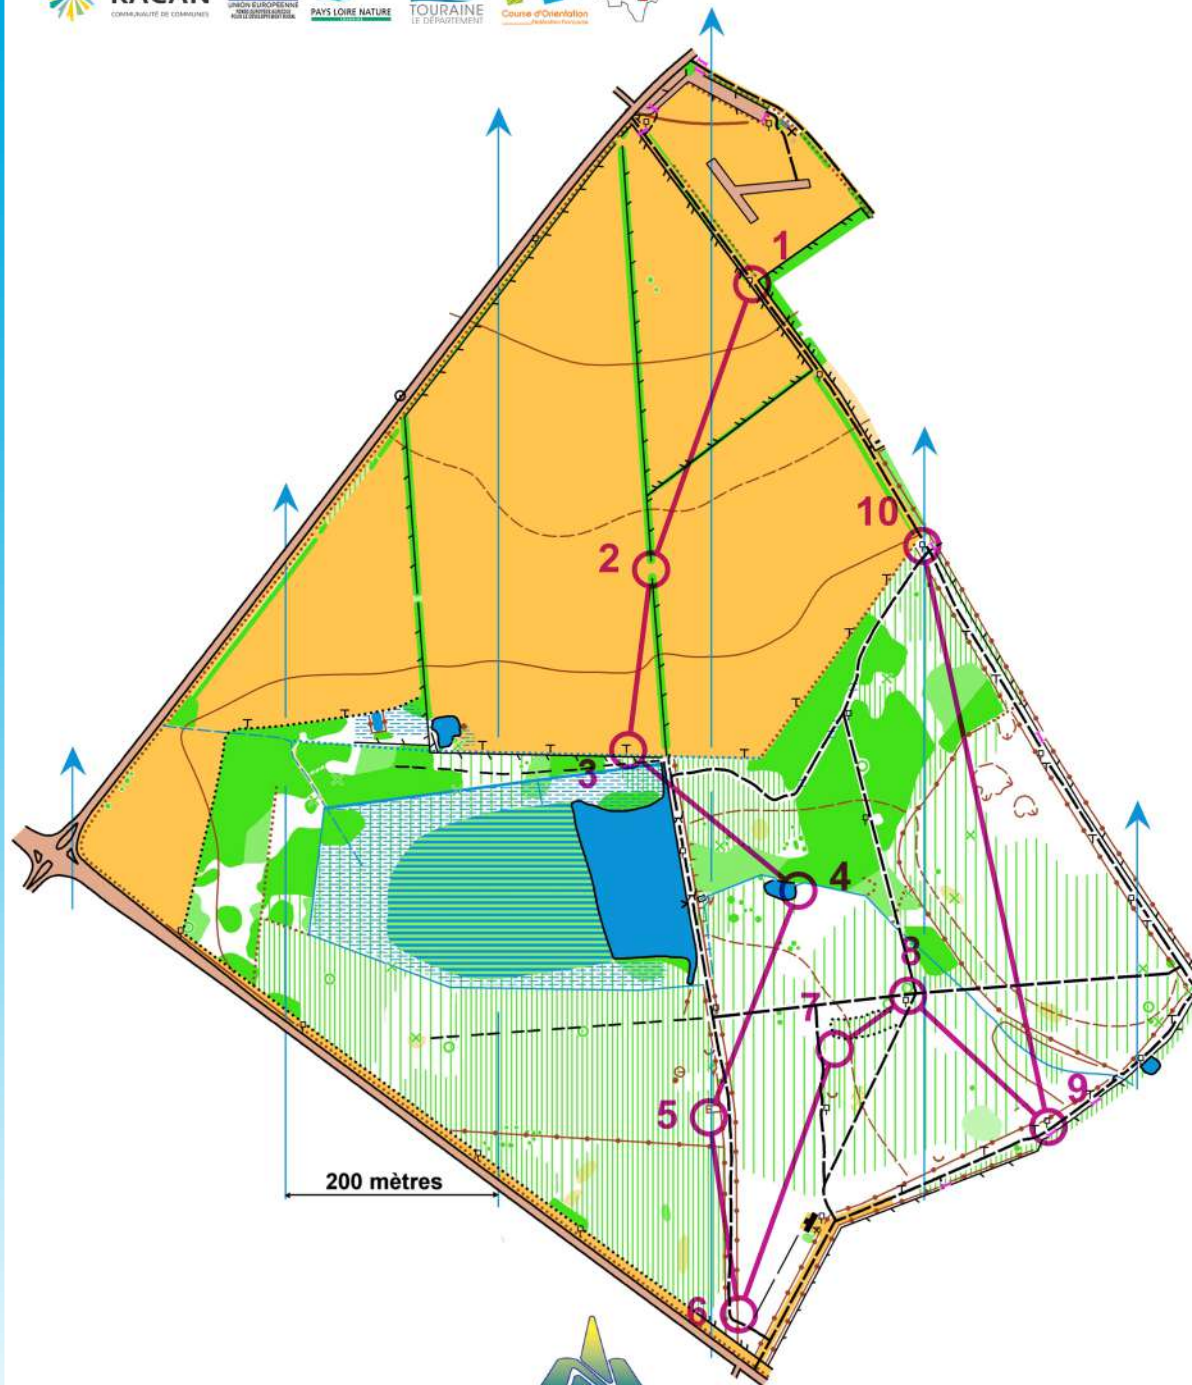 RACAN
COMMUNAUTÉ DE COMMUNES
UNION EUROPÉENNE
PAYS LOIRE NATURE
TOURAINE
LE DÉPARTEMENT
Course d'Orientation
1
10
2
3
4
8
7
9
5
200 mètres
6